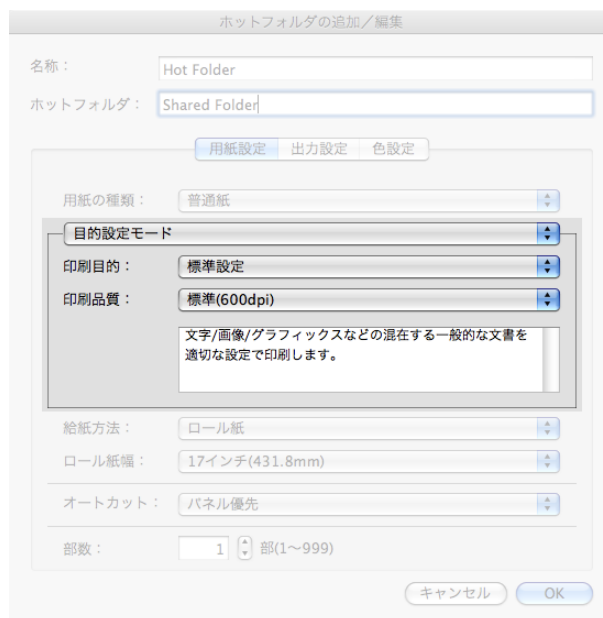 ホットフォルダの追加／編集
名称： Hot Folder
ホットフォルダ： Shared Folder
用紙設定 出力設定 色設定
用紙の種類： 普通紙
目的設定モード
印刷目的： 標準設定
印刷品質： 標準(600dpi)
文字/画像/グラフィックスなどの混在する一般的な文書を
適切な設定で印刷します。
給紙方法： ロール紙
ロール紙幅： 17インチ(431.8mm)
オートカット： パネル優先
部数： 1 部(1〜999)
キャンセル OK